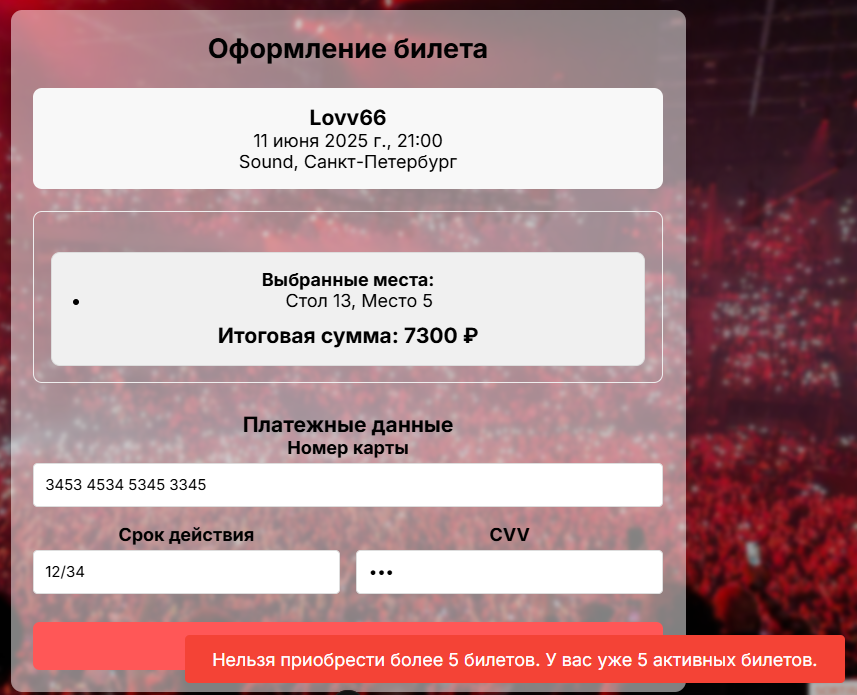 Оформление билета
Lovv66
11 июня 2025 г., 21:00
Sound, Санкт-Петербург
Выбранные места:
• Стол 13, Место 5
Итоговая сумма: 7300 ₽
Платежные данные
Номер карты
3453 4534 5345 3345
Срок действия CVV
12/34 •••
Нельзя приобрести более 5 билетов. У вас уже 5 активных билетов.